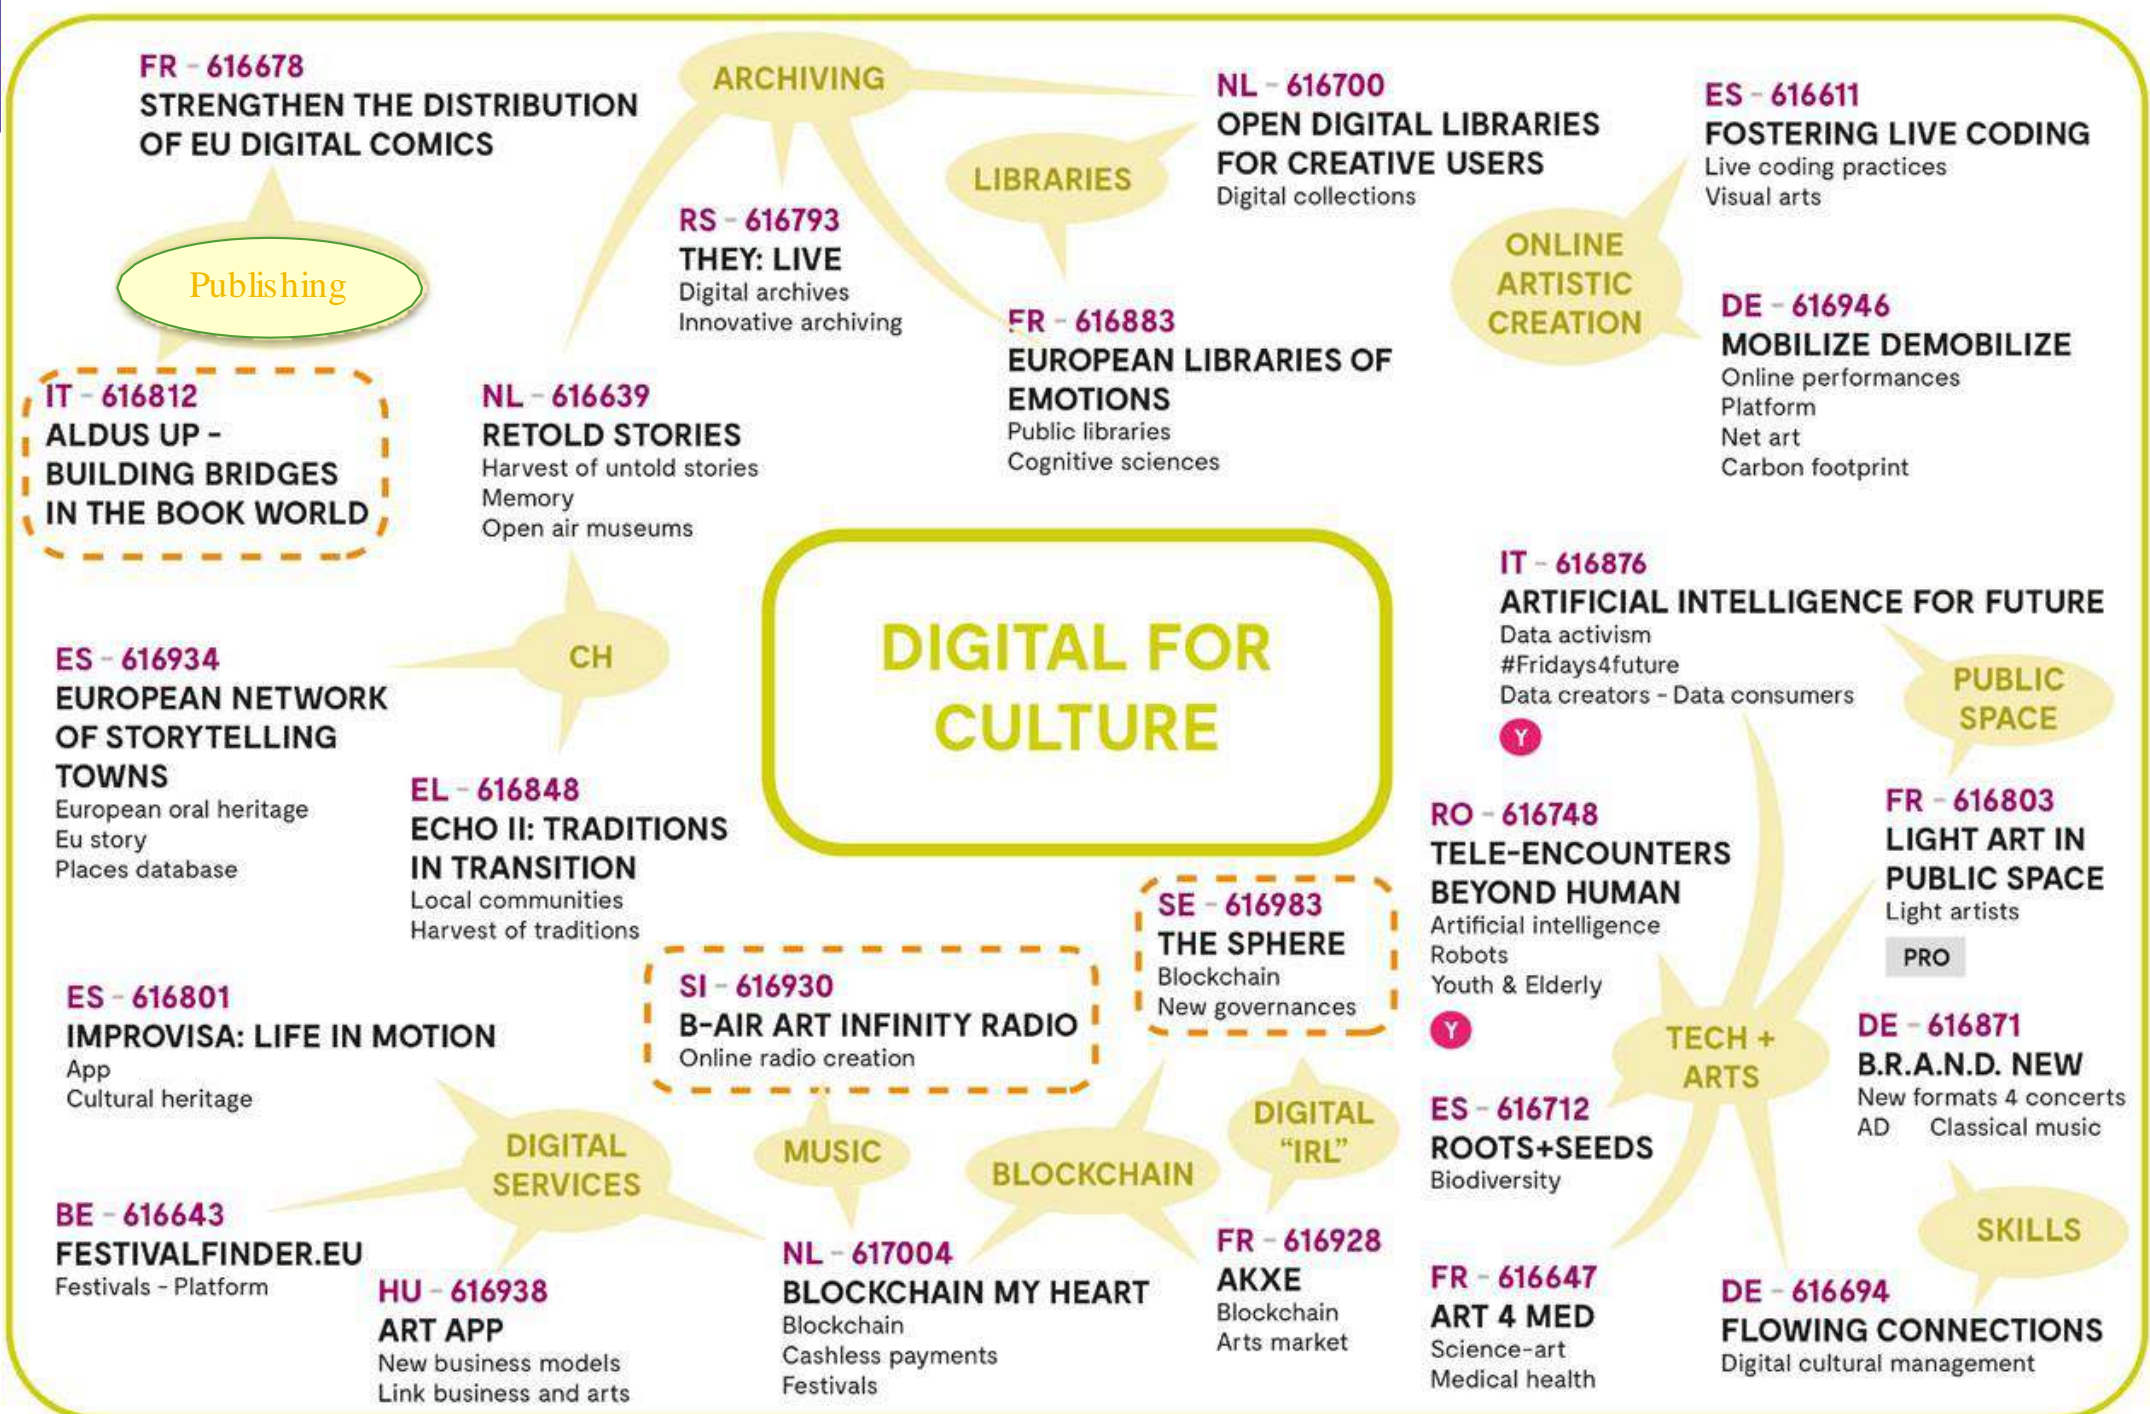 FR - 616678
STRENGTHEN THE DISTRIBUTION
OF EU DIGITAL COMICS
ARCHIVING
NL - 616700
OPEN DIGITAL LIBRARIES
FOR CREATIVE USERS
Digital collections
ES - 616611
FOSTERING LIVE CODING
Live coding practices
Visual arts
LIBRARIES
RS - 616793
THEY: LIVE
Digital archives
Innovative archiving
Publishing
ONLINE
ARTISTIC
CREATION
FR - 616883
EUROPEAN LIBRARIES OF
EMOTIONS
Public libraries
Cognitive sciences
DE - 616946
MOBILIZE DEMOBILIZE
Online performances
Platform
Net art
Carbon footprint
IT - 616812
ALDUS UP -
BUILDING BRIDGES
IN THE BOOK WORLD
NL - 616639
RETOLD STORIES
Harvest of untold stories
Memory
Open air museums
DIGITAL FOR
CULTURE
IT - 616876
ARTIFICIAL INTELLIGENCE FOR FUTURE
Data activism
#Fridays4future
Data creators - Data consumers
Y
PUBLIC
SPACE
CH
ES - 616934
EUROPEAN NETWORK
OF STORYTELLING
TOWNS
European oral heritage
Eu story
Places database
EL - 616848
ECHO II: TRADITIONS
IN TRANSITION
Local communities
Harvest of traditions
RO - 616748
TELE-ENCOUNTERS
BEYOND HUMAN
Artificial intelligence
Robots
Youth & Elderly
Y
FR - 616803
LIGHT ART IN
PUBLIC SPACE
Light artists
PRO
SE - 616983
THE SPHERE
Blockchain
New governances
SI - 616930
B-AIR ART INFINITY RADIO
Online radio creation
ES - 616801
IMPROVISA: LIFE IN MOTION
App
Cultural heritage
TECH +
ARTS
DE - 616871
B.R.A.N.D. NEW
New formats 4 concerts
AD Classical music
DIGITAL
SERVICES
MUSIC
BLOCKCHAIN
DIGITAL
“IRL”
ES - 616712
ROOTS+SEEDS
Biodiversity
SKILLS
BE - 616643
FESTIVALFINDER.EU
Festivals - Platform
HU - 616938
ART APP
New business models
Link business and arts
NL - 617004
BLOCKCHAIN MY HEART
Blockchain
Cashless payments
Festivals
FR - 616928
AKXE
Blockchain
Arts market
FR - 616647
ART 4 MED
Science-art
Medical health
DE - 616694
FLOWING CONNECTIONS
Digital cultural management